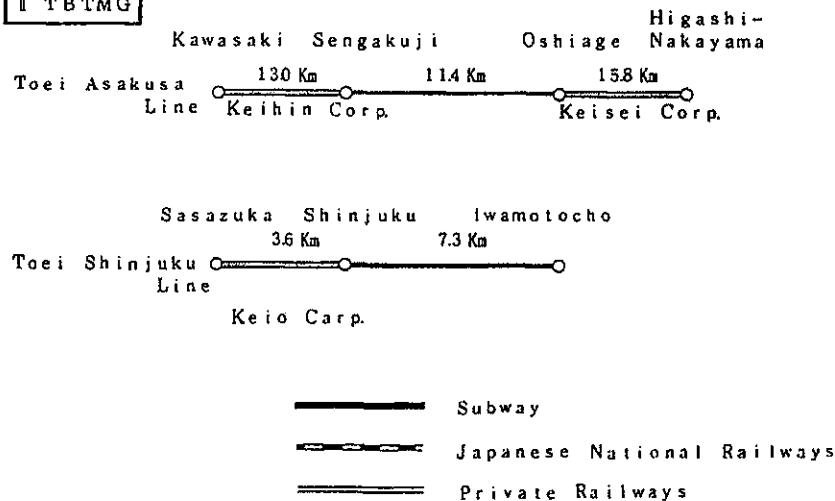 TBTMG
Higashi-
Kawasaki Sengakuji Oshiage Nakayama
13.0 Km 11.4 Km 15.8 Km
Toei Asakusa
Line Keihin Corp. Keisei Corp.
Sasazuka Shinjuku Iwamotocho
3.6 Km 7.3 Km
Toei Shinjuku
Line
Keio Carp.
Subway
Japanese National Railways
Private Railways